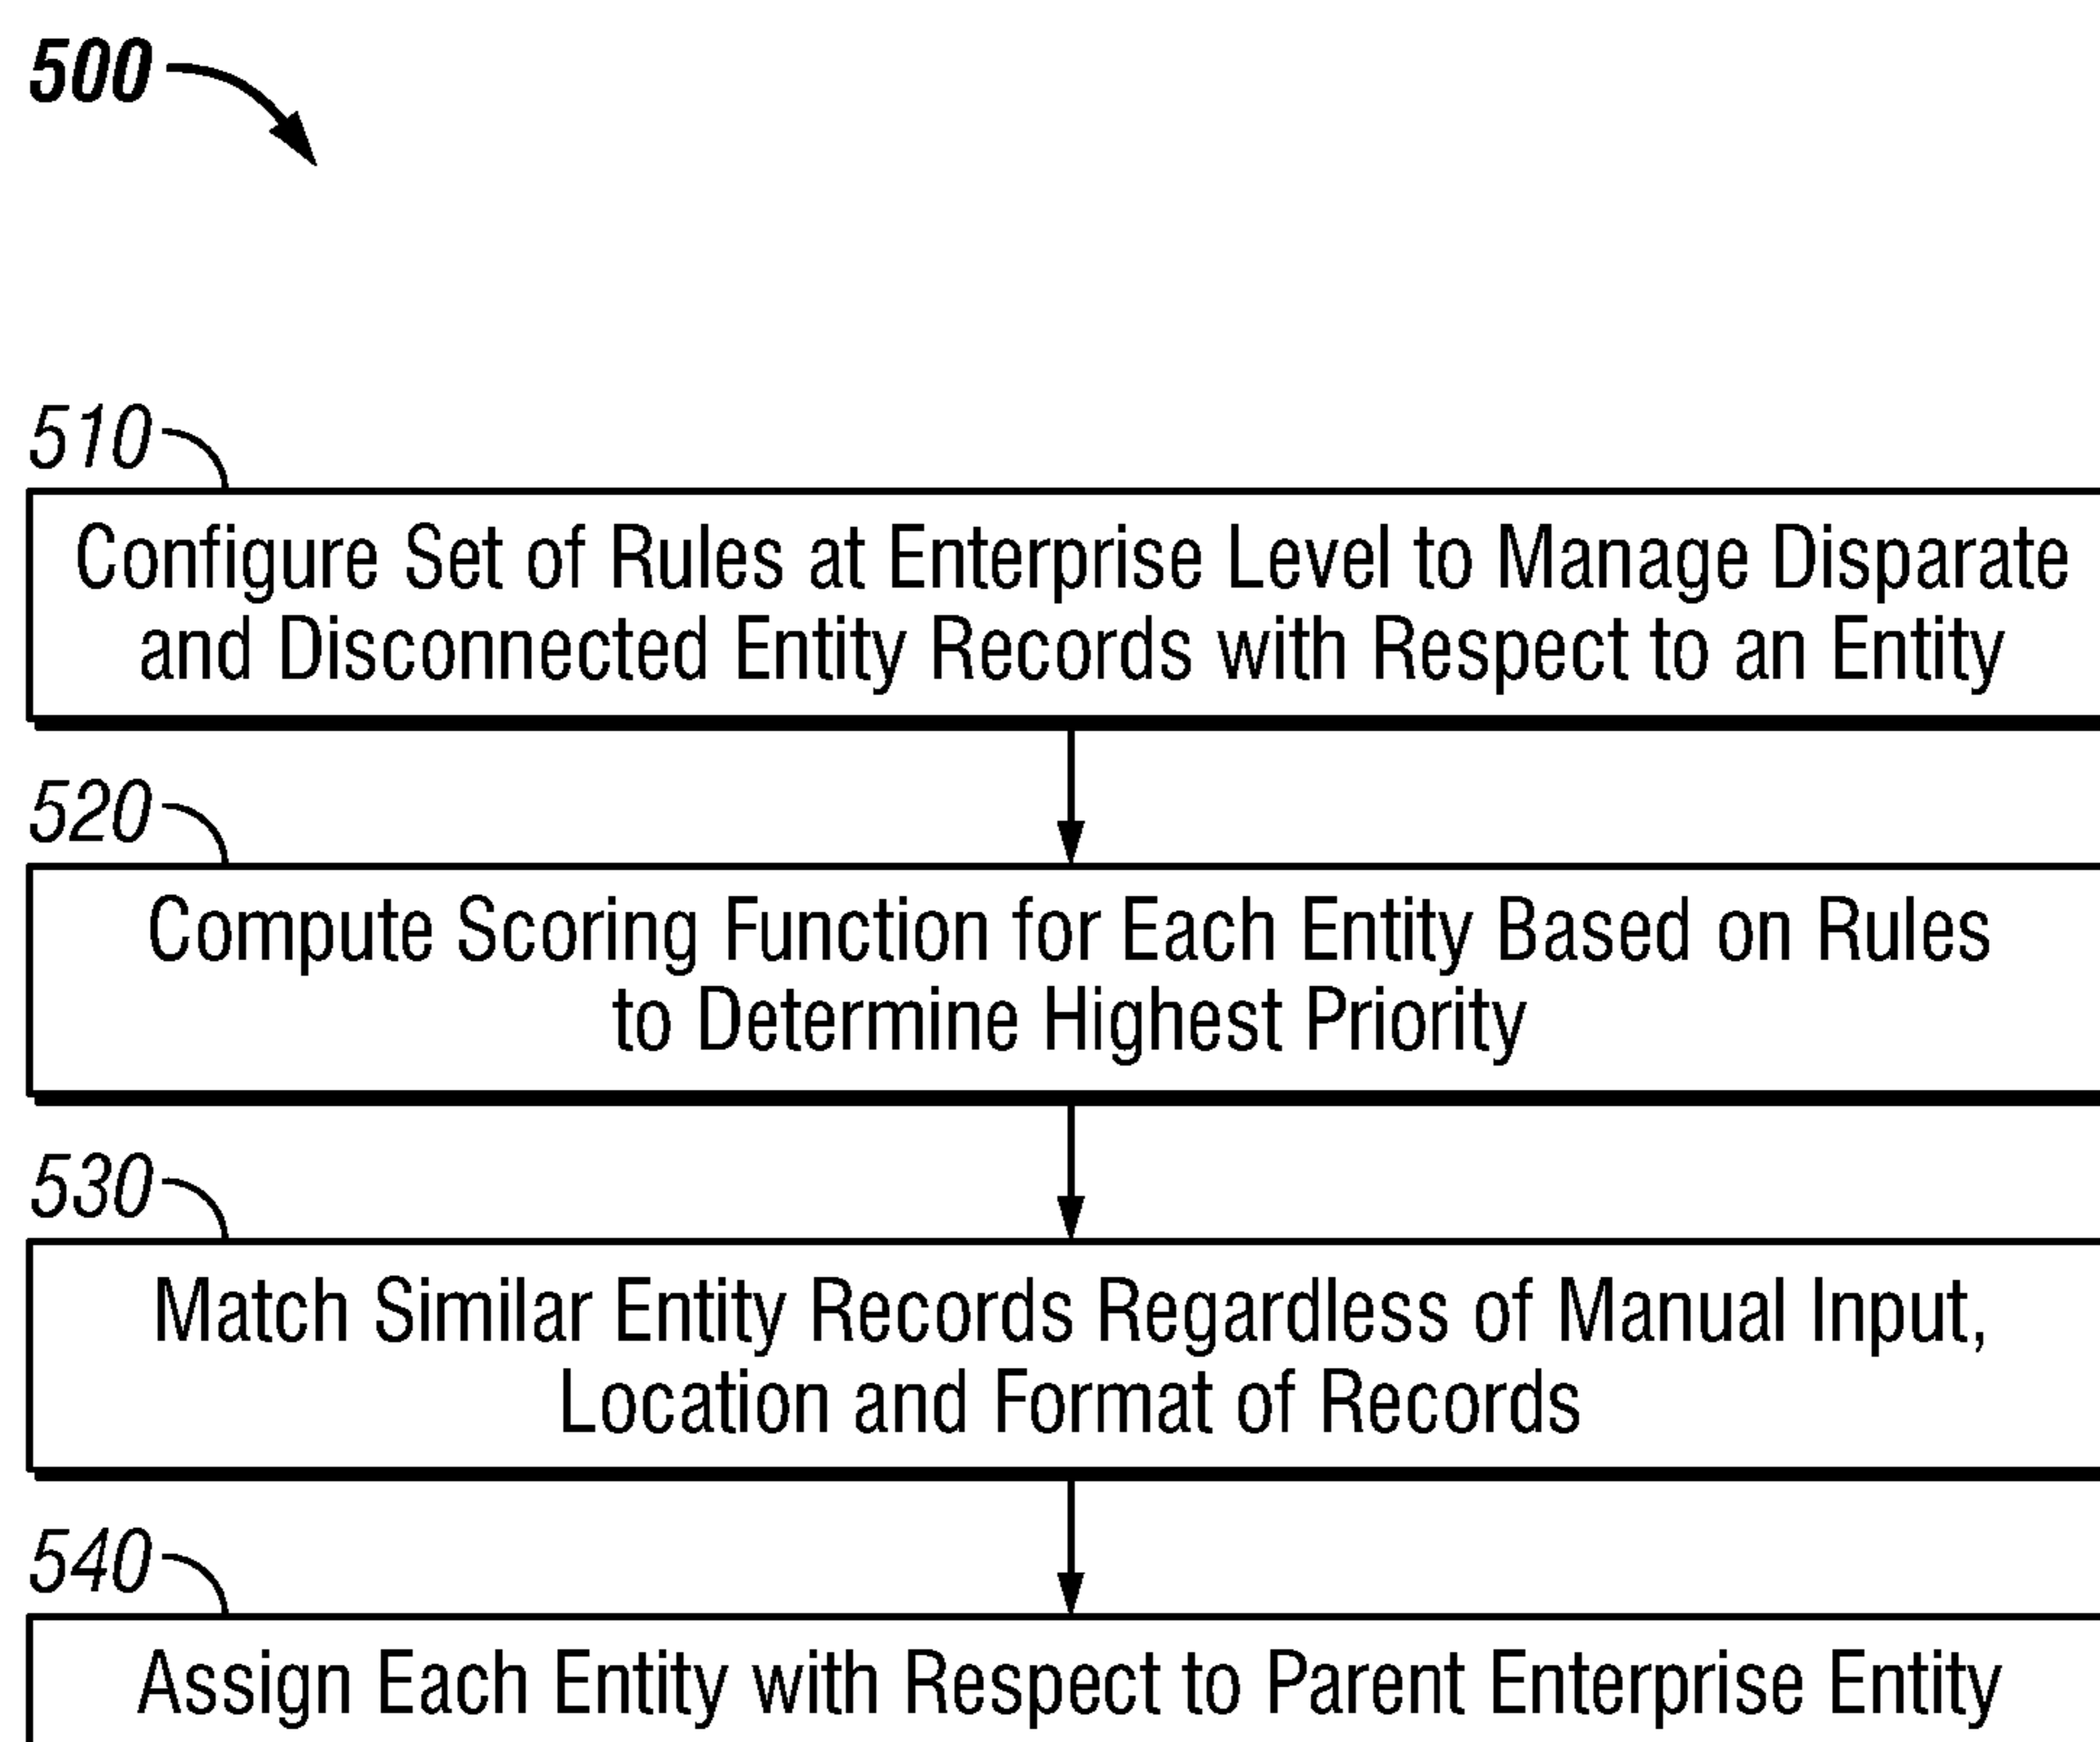 500
510
Configure Set of Rules at Enterprise Level to Manage Disparate
and Disconnected Entity Records with Respect to an Entity
520
Compute Scoring Function for Each Entity Based on Rules
to Determine Highest Priority
530
Match Similar Entity Records Regardless of Manual Input,
Location and Format of Records
540
Assign Each Entity with Respect to Parent Enterprise Entity